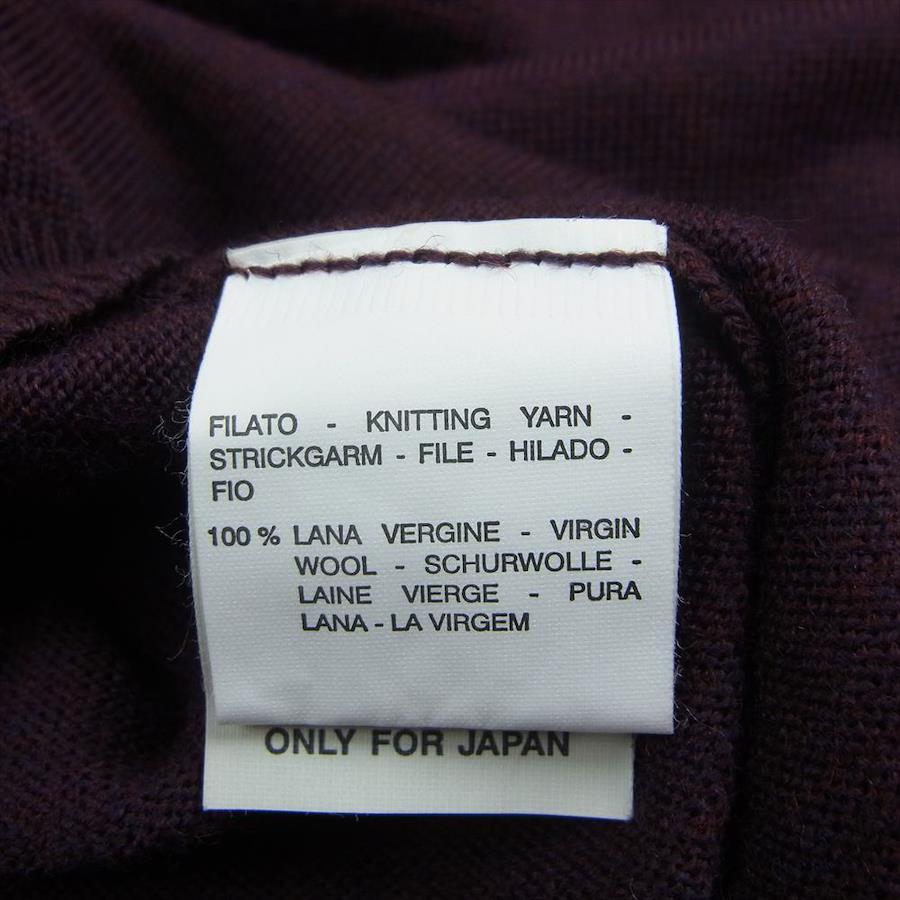 FILATO - KNITTING YARN -
STRICKGARM - FILE - HILADO -
FIO
100 % LANA VERGINE - VIRGIN
WOOL - SCHURWOLLE -
LAINE VIERGE - PURA
LANA - LA VIRGEM
ONLY FOR JAPAN